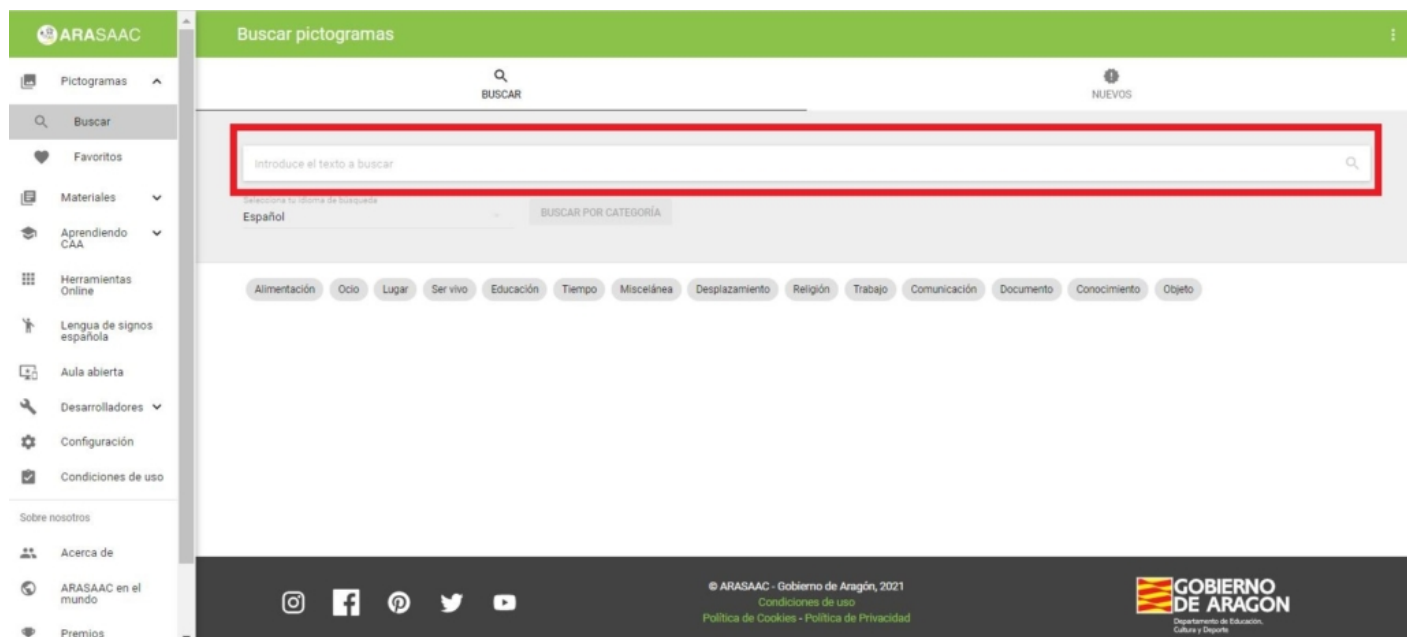 ARASAAC
Buscar pictogramas
Pictogramas
Buscar
Favoritos
Materiales
Aprendiendo
CAA
Herramientas
Online
Lengua de signos
española
Aula abierta
Desarrolladores
Configuración
Condiciones de uso
Sobre nosotros
Acerca de
ARASAAC en el
mundo
Premios
BUSCAR
NUEVOS
Introduce el texto a buscar
Selecciona tu idioma de busqueda
Español
BUSCAR POR CATEGORÍA
Alimentación Ocio Lugar Ser vivo Educación Tiempo Miscelánea Desplazamiento Religión Trabajo Comunicación Documento Conocimiento Objeto
© ARASAAC - Gobierno de Aragón, 2021
Condiciones de uso
Política de Cookies - Política de Privacidad
GOBIERNO
DE ARAGON
Departamento de Educación,
Cultura y Deporte